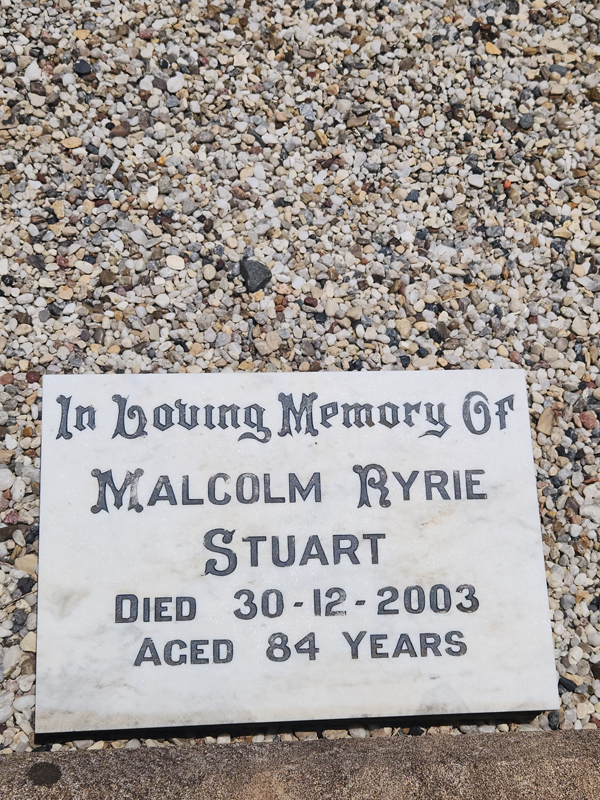 In Loving Memory Of
MALCOLM RYRIE
STUART
DIED 30-12-2003
AGED 84 YEARS